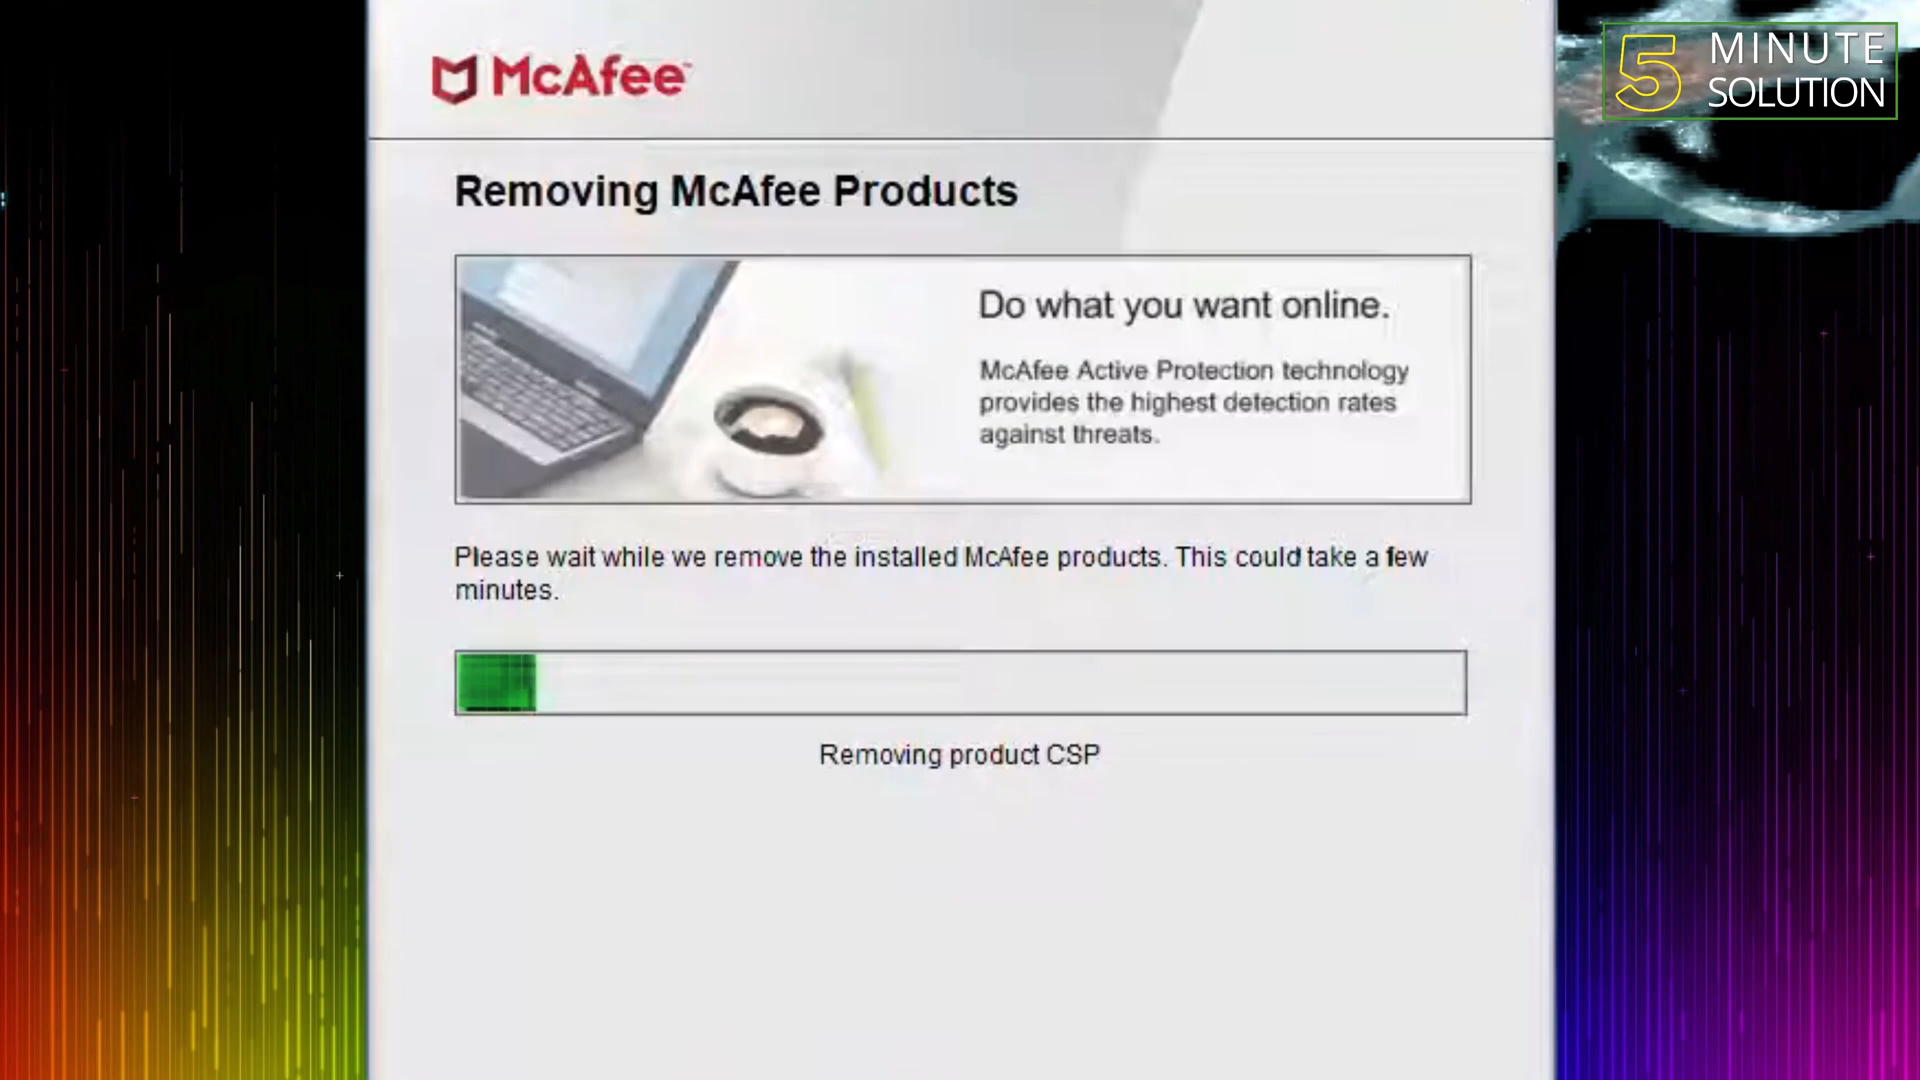 McAfee™
5 MINUTE
SOLUTION
Removing McAfee Products
Do what you want online.
McAfee Active Protection technology
provides the highest detection rates
against threats.
Please wait while we remove the installed McAfee products. This could take a few
minutes.
Removing product CSP